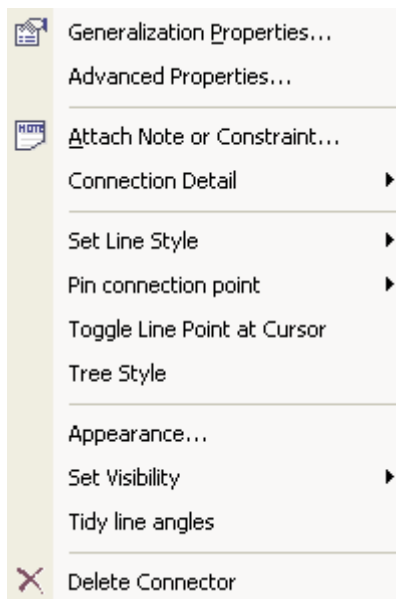 Generalization Properties...
Advanced Properties...
NOTE
Attach Note or Constraint...
Connection Detail
Set Line Style
Pin connection point
Toggle Line Point at Cursor
Tree Style
Appearance...
Set Visibility
Tidy line angles
Delete Connector